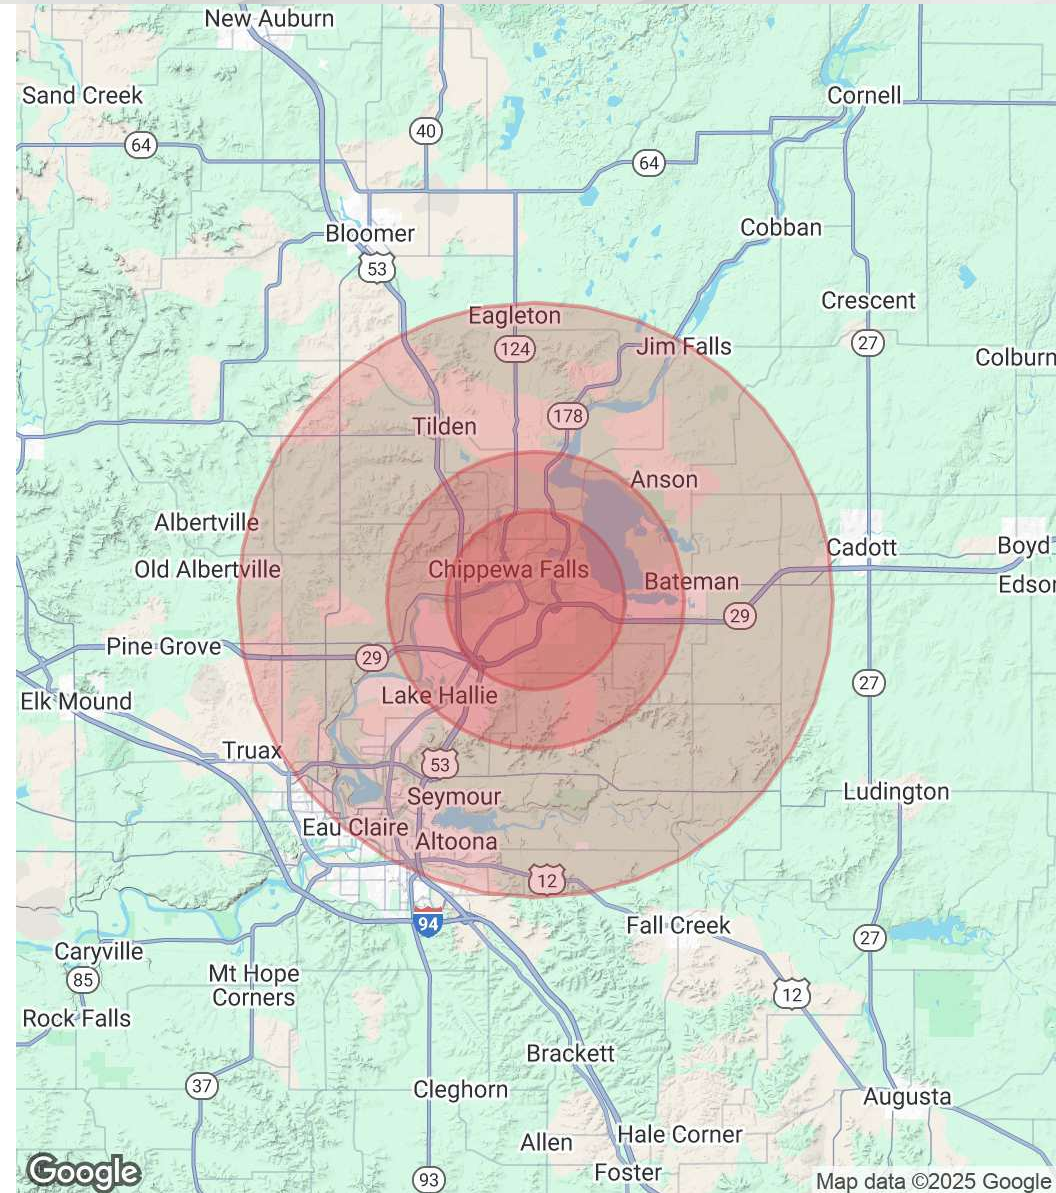 New Auburn
Sand Creek
Cornell
40
64
64
Cobban
Bloomer
53
Crescent
Eagleton
124
Jim Falls
27
Colburn
178
Tilden
Anson
Albertville
Cadott
Boyd
Old Albertville
Chippewa Falls
Bateman
Edson
29
Pine Grove
29
27
Elk Mound
Lake Hallie
Truax
53
Seymour
Ludington
Eau Claire
Altoona
12
94
Fall Creek
27
Caryville
85
Mt Hope
Corners
12
Rock Falls
Brackett
37
Cleghorn
Augusta
Allen
Hale Corner
Foster
93
Google
Map data ©2025 Google